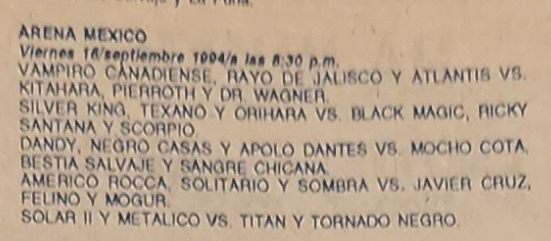 ARENA MEXICO
Viernes 16/septiembre 1994/a las 8:30 p.m.
VAMPIRO CANADIENSE, RAYO DE JALISCO Y ATLANTIS VS.
KITAHARA, PIERROTH Y DR. WAGNER.
SILVER KING, TEXANO Y ORIHARA VS. BLACK MAGIC, RICKY
SANTANA Y SCORPIO.
DANDY, NEGRO CASAS Y APOLO DANTES VS. MOCHO COTA,
BESTIA SALVAJE Y SANGRE CHICANA.
AMERICO ROCCA, SOLITARIO Y SOMBRA VS. JAVIER CRUZ,
FELINO Y MOGUR.
SOLAR II Y METALICO VS. TITAN Y TORNADO NEGRO.